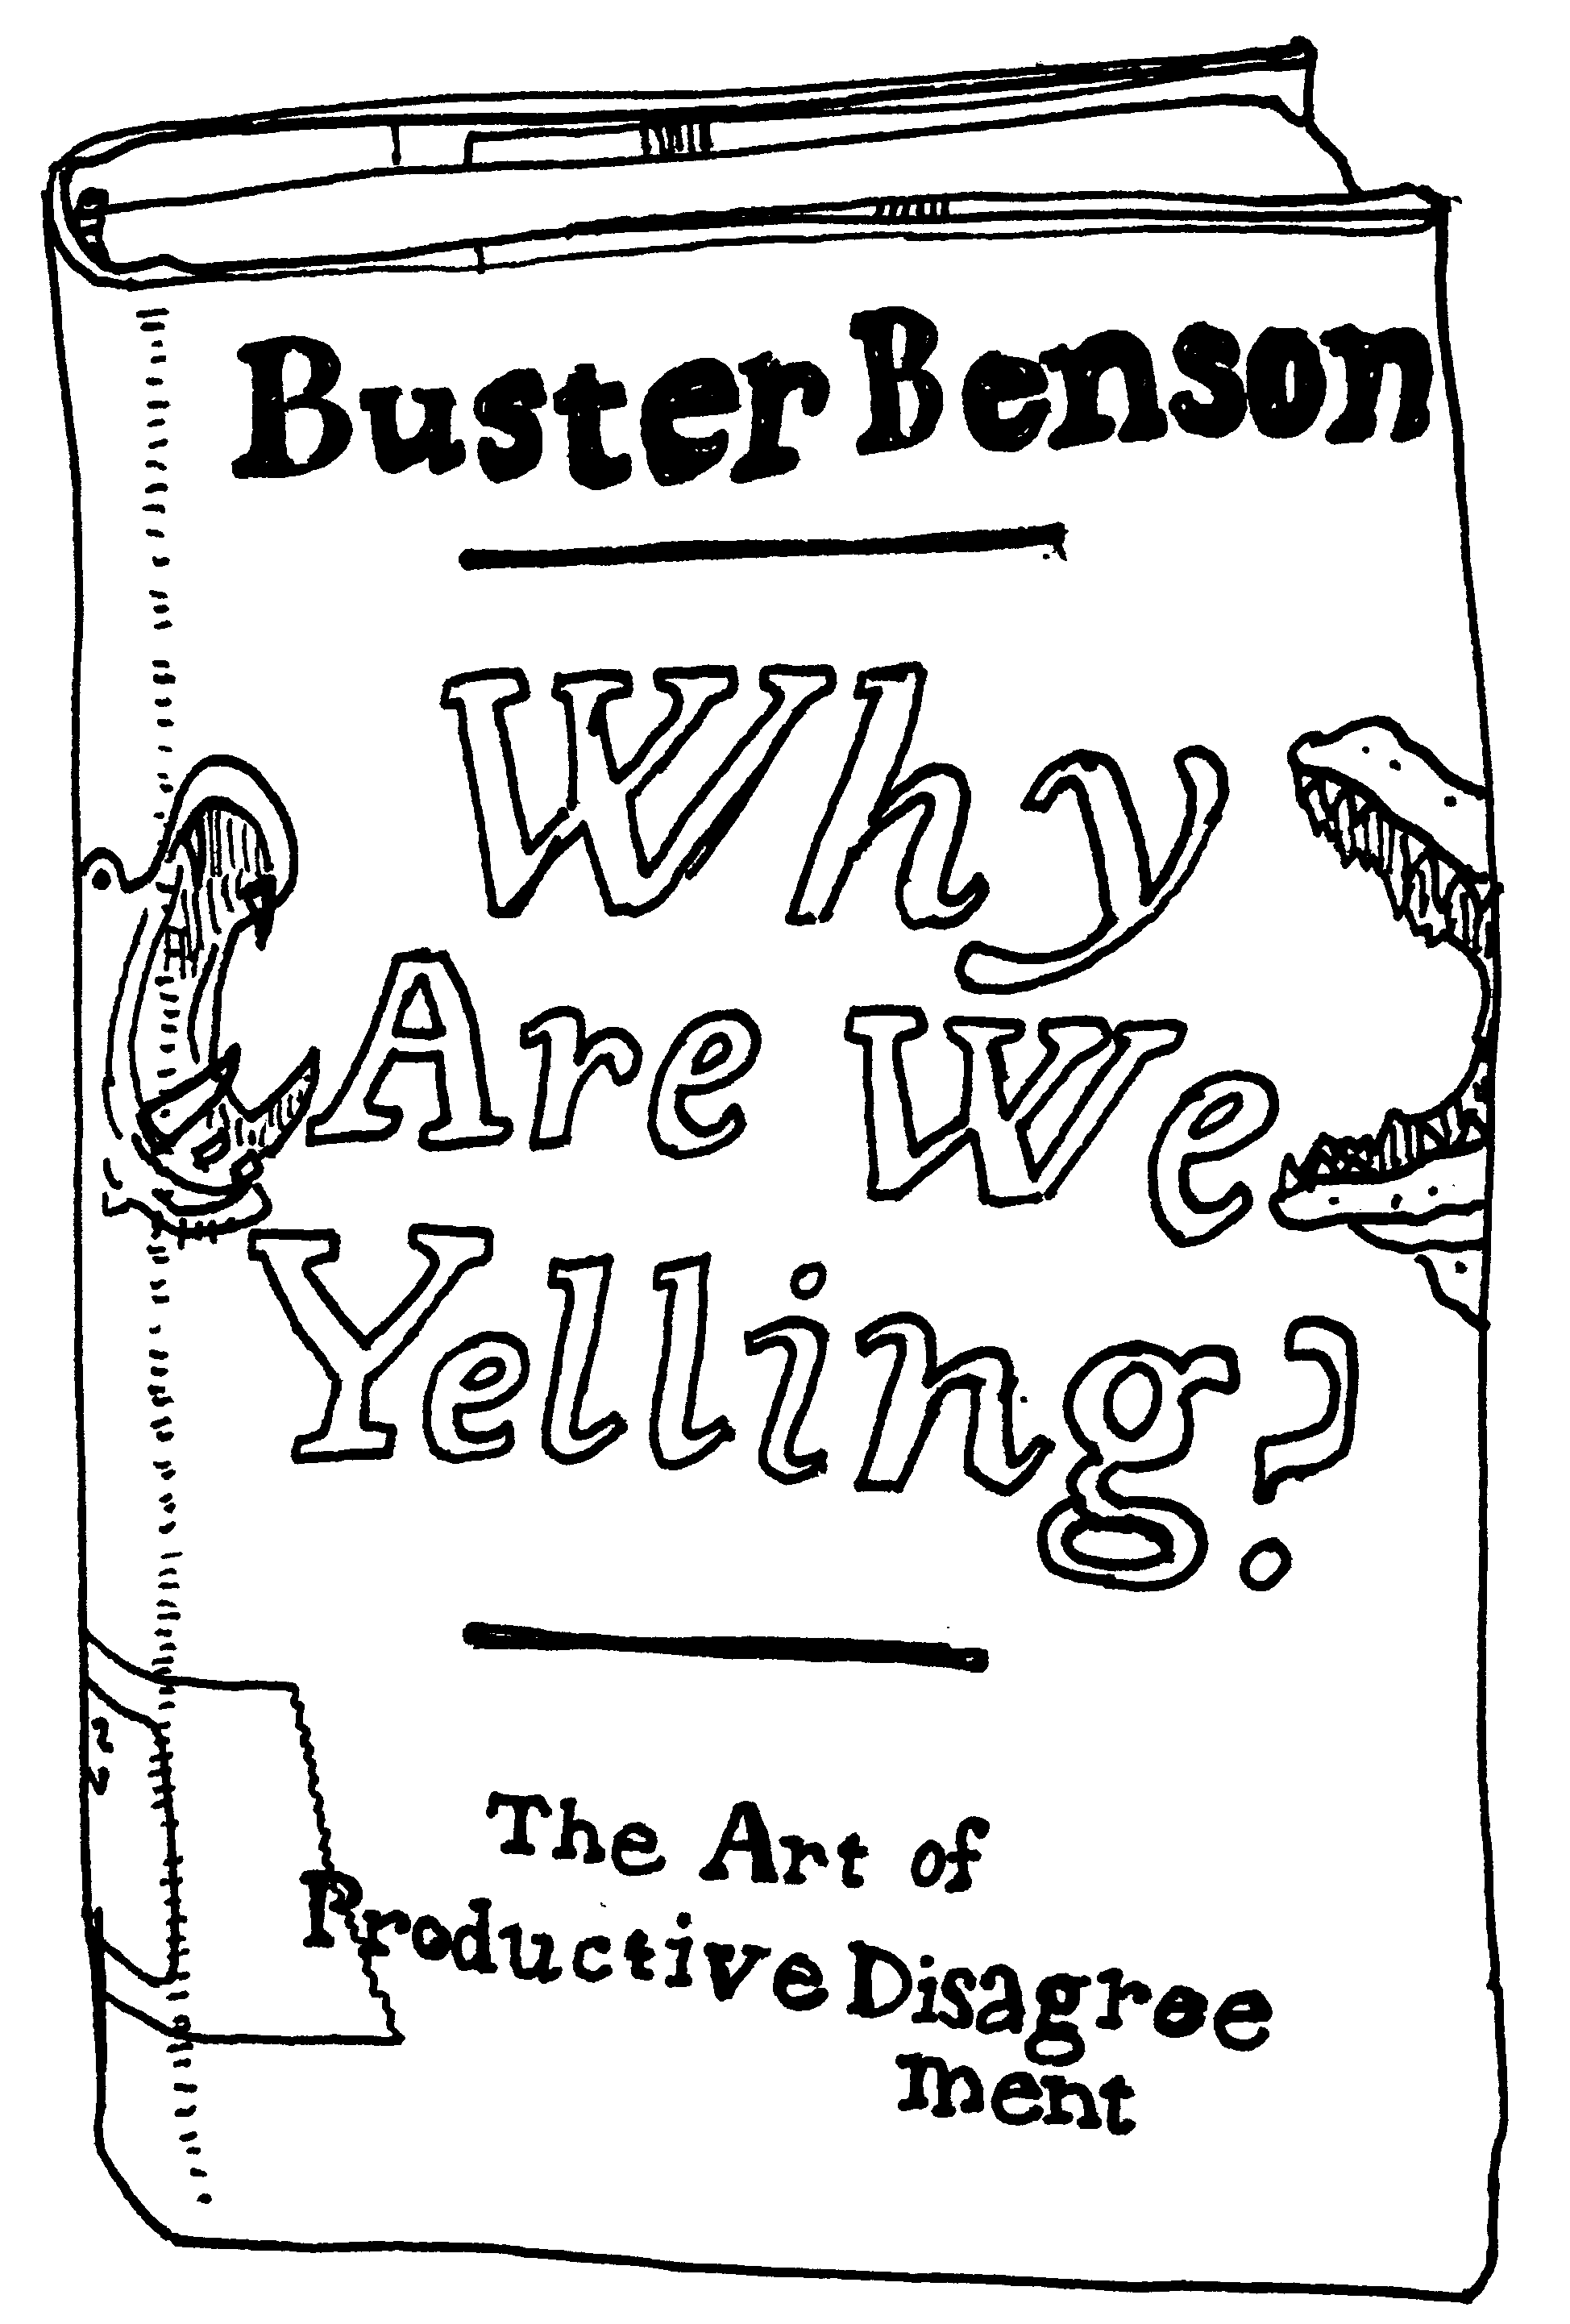 Buster Benson
Why
Are We
Yelling?
The Art of
Productive Disagree
ment